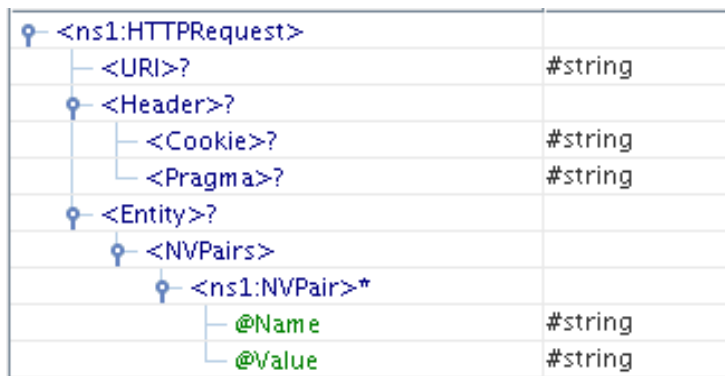 <ns1:HTTPRequest>
<URI>? #string
<Header>?
<Cookie>? #string
<Pragma>? #string
<Entity>?
<NVPairs>
<ns1:NVPair>*
@Name #string
@Value #string